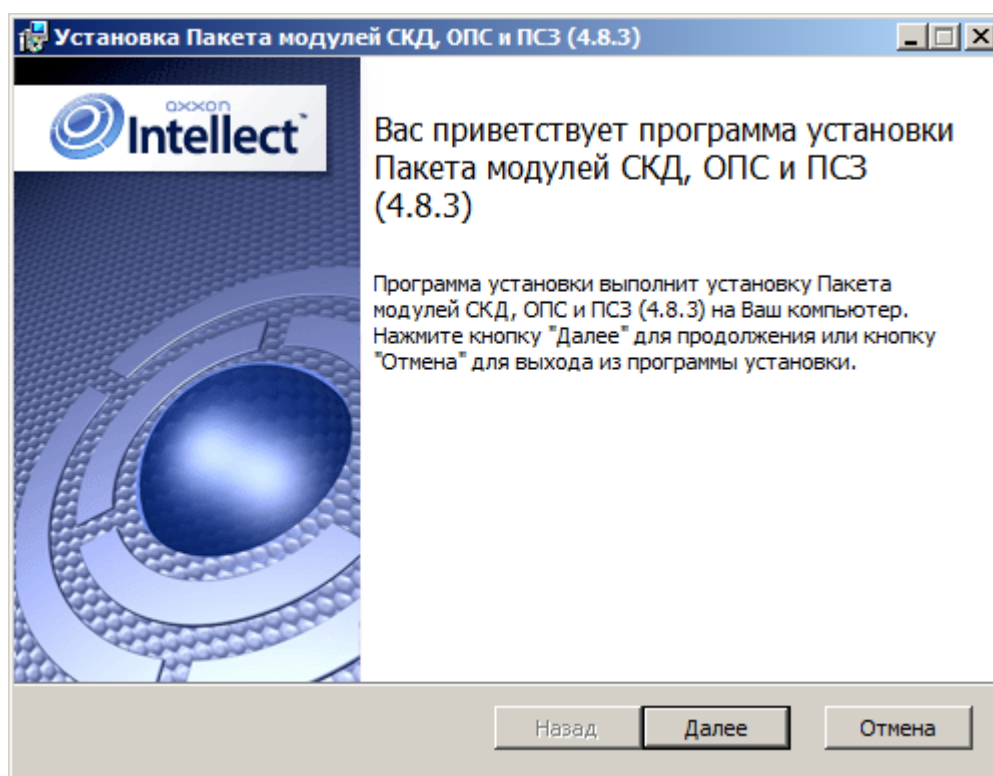 Установка Пакета модулей СКД, ОПС и ПСЗ (4.8.3)
axxon
Intellect™
Вас приветствует программа установки
Пакета модулей СКД, ОПС и ПСЗ
(4.8.3)
Программа установки выполнит установку Пакета
модулей СКД, ОПС и ПСЗ (4.8.3) на Ваш компьютер.
Нажмите кнопку "Далее" для продолжения или кнопку
"Отмена" для выхода из программы установки.
Назад
Далее
Отмена